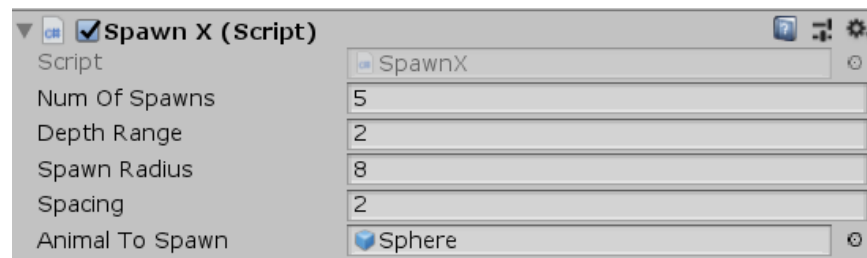 Spawn X (Script)
Script SpawnX
Num Of Spawns 5
Depth Range 2
Spawn Radius 8
Spacing 2
Animal To Spawn Sphere